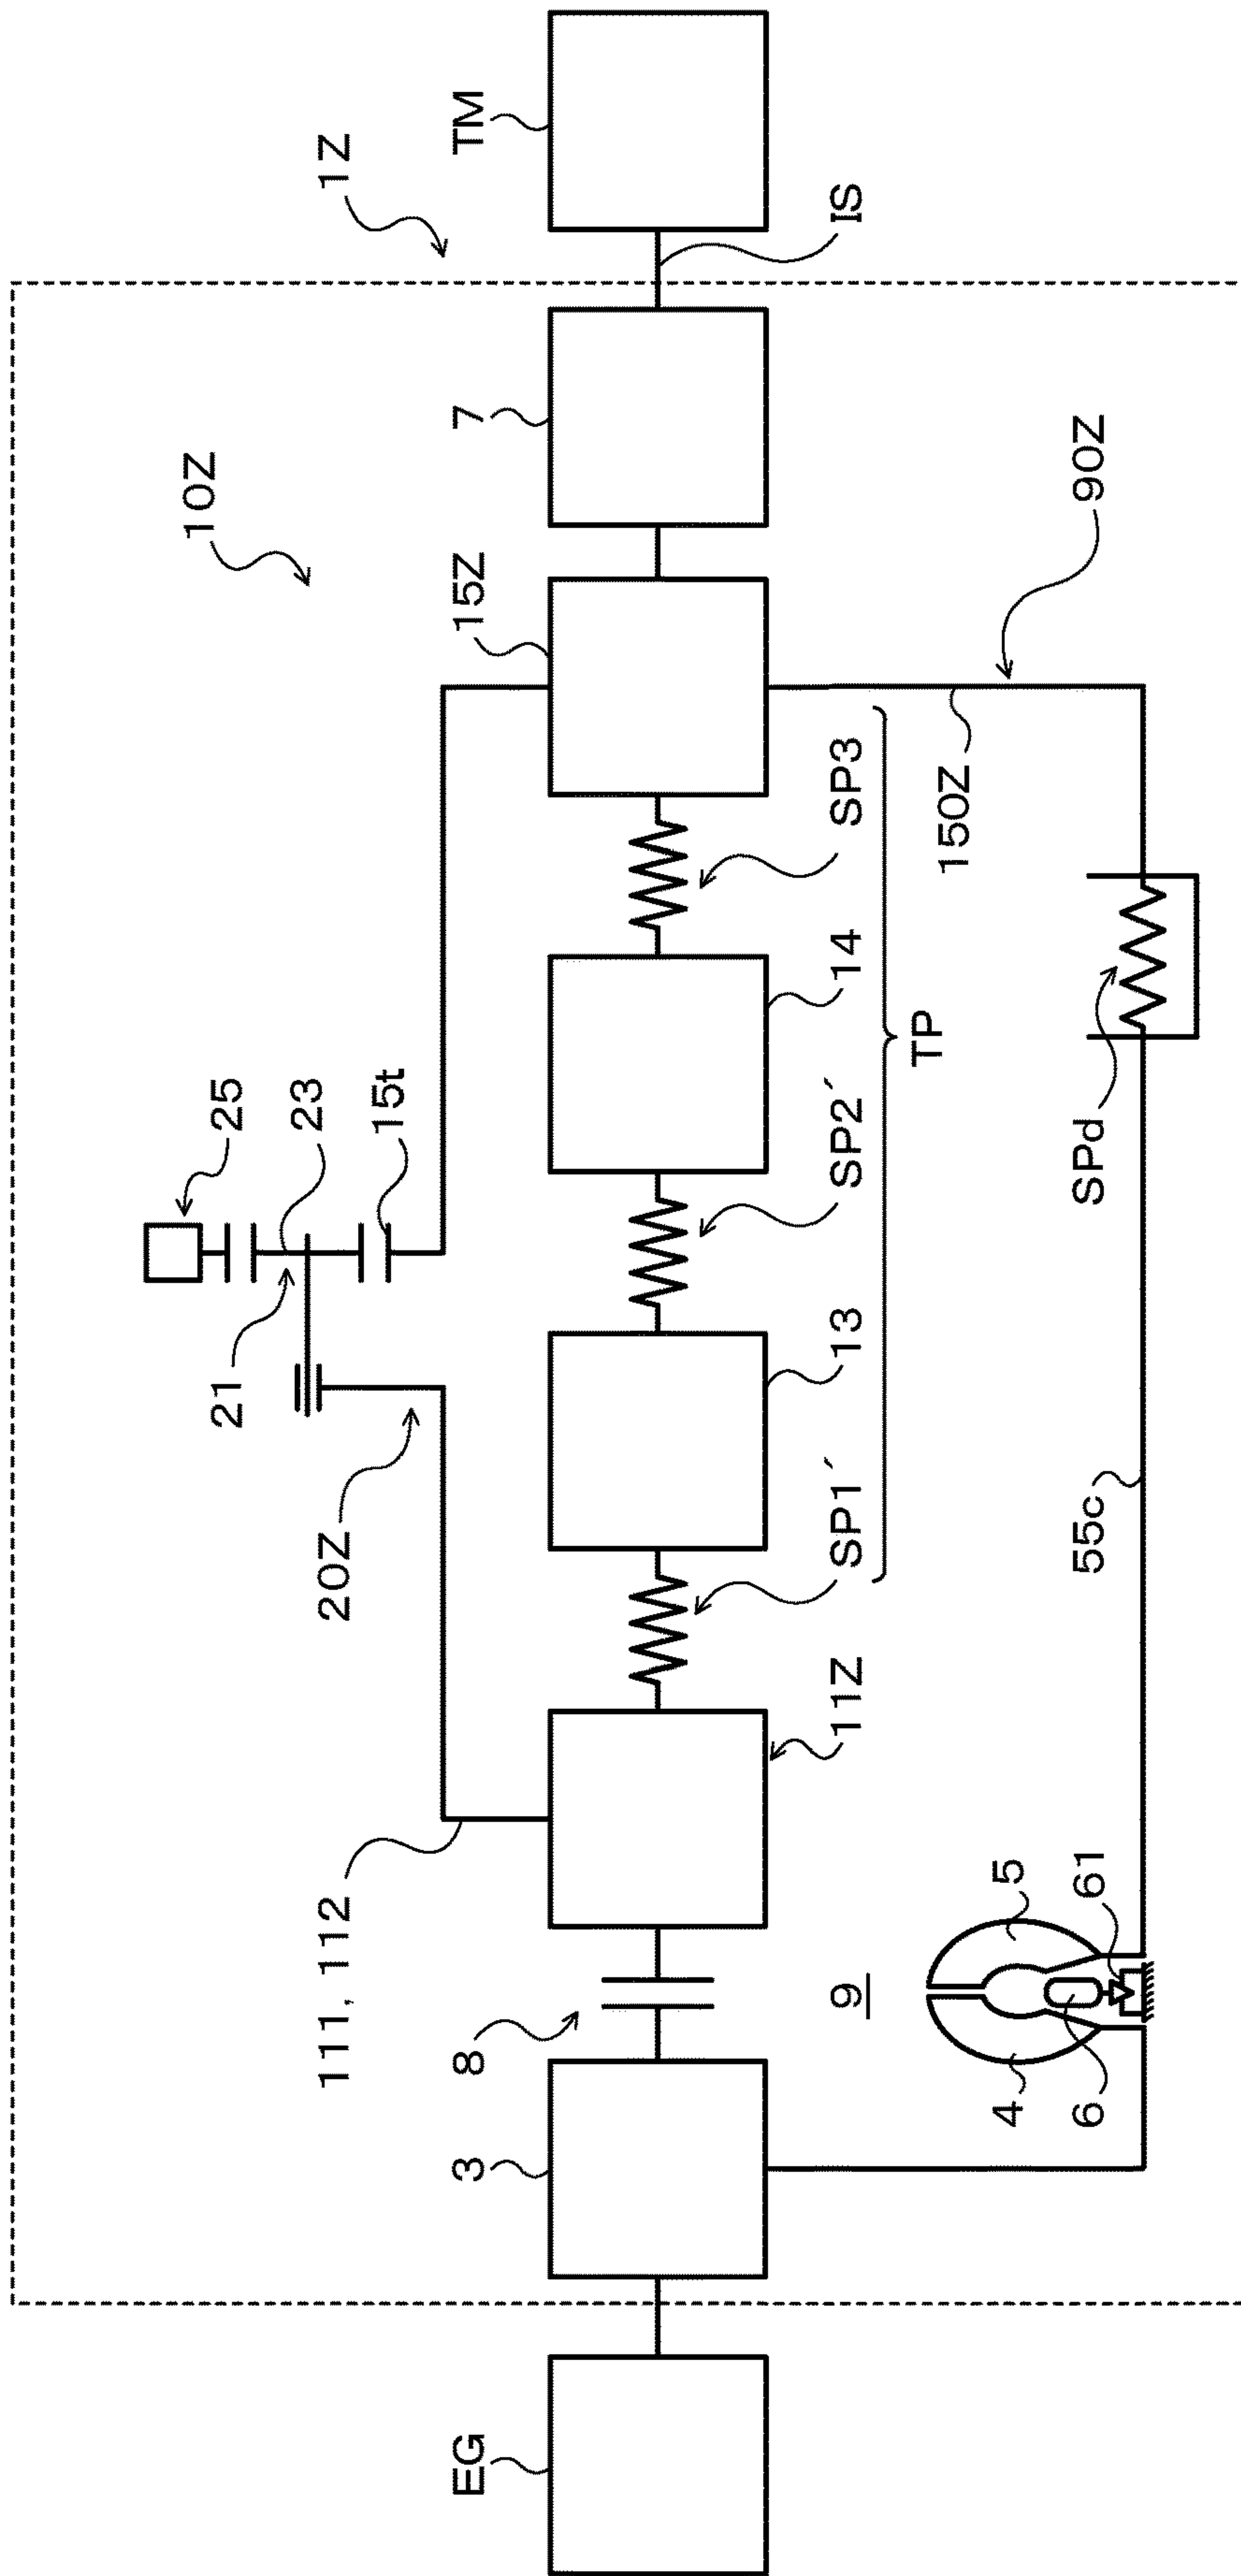 1Z
10Z
25
21
23
20Z
15t
111, 112
EG
3
8
15Z
7
TM
IS
11Z
SP1′
13
SP2′
14
SP3
TP
9
150Z
90Z
4
5
6
61
55c
SPd